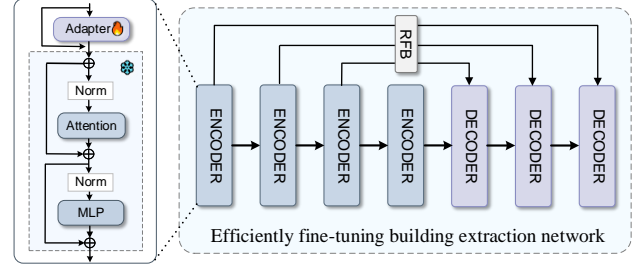 Adapter
Norm
Attention
Norm
MLP
RFB
ENCODER
ENCODER
ENCODER
ENCODER
DECODER
DECODER
DECODER
Efficiently fine-tuning building extraction network